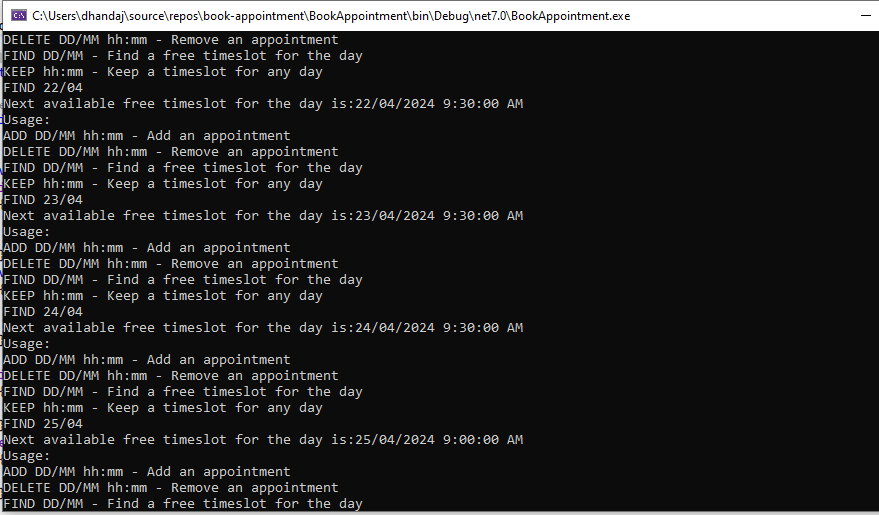 C:\Users\dhandaj\source\repos\book-appointment\BookAppointment\bin\Debug\net7.0\BookAppointment.exe
DELETE DD/MM hh:mm - Remove an appointment
FIND DD/MM - Find a free timeslot for the day
KEEP hh:mm - Keep a timeslot for any day
FIND 22/04
Next available free timeslot for the day is:22/04/2024 9:30:00 AM
Usage:
ADD DD/MM hh:mm - Add an appointment
DELETE DD/MM hh:mm - Remove an appointment
FIND DD/MM - Find a free timeslot for the day
KEEP hh:mm - Keep a timeslot for any day
FIND 23/04
Next available free timeslot for the day is:23/04/2024 9:30:00 AM
Usage:
ADD DD/MM hh:mm - Add an appointment
DELETE DD/MM hh:mm - Remove an appointment
FIND DD/MM - Find a free timeslot for the day
KEEP hh:mm - Keep a timeslot for any day
FIND 24/04
Next available free timeslot for the day is:24/04/2024 9:30:00 AM
Usage:
ADD DD/MM hh:mm - Add an appointment
DELETE DD/MM hh:mm - Remove an appointment
FIND DD/MM - Find a free timeslot for the day
KEEP hh:mm - Keep a timeslot for any day
FIND 25/04
Next available free timeslot for the day is:25/04/2024 9:00:00 AM
Usage:
ADD DD/MM hh:mm - Add an appointment
DELETE DD/MM hh:mm - Remove an appointment
FIND DD/MM - Find a free timeslot for the day